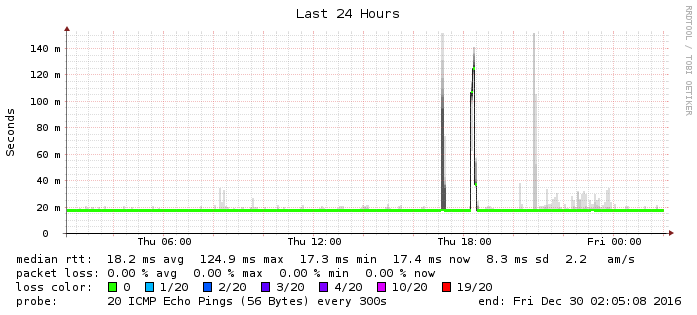 Last 24 Hours
RRDTOOL / TOBI OETIKER
Seconds
140 m
120 m
100 m
80 m
60 m
40 m
20 m
0
Thu 06:00 Thu 12:00 Thu 18:00 Fri 00:00
median rtt: 18.2 ms avg 124.9 ms max 17.3 ms min 17.4 ms now 8.3 ms sd 2.2 am/s
packet loss: 0.00 % avg 0.00 % max 0.00 % min 0.00 % now
loss color: 0 1/20 2/20 3/20 4/20 10/20 19/20
probe: 20 ICMP Echo Pings (56 Bytes) every 300s end: Fri Dec 30 02:05:08 2016